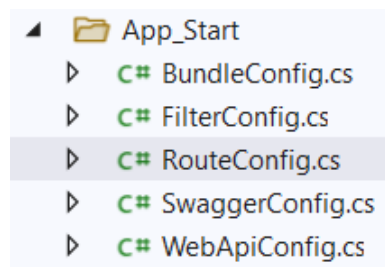 App_Start
C# BundleConfig.cs
C# FilterConfig.cs
C# RouteConfig.cs
C# SwaggerConfig.cs
C# WebApiConfig.cs